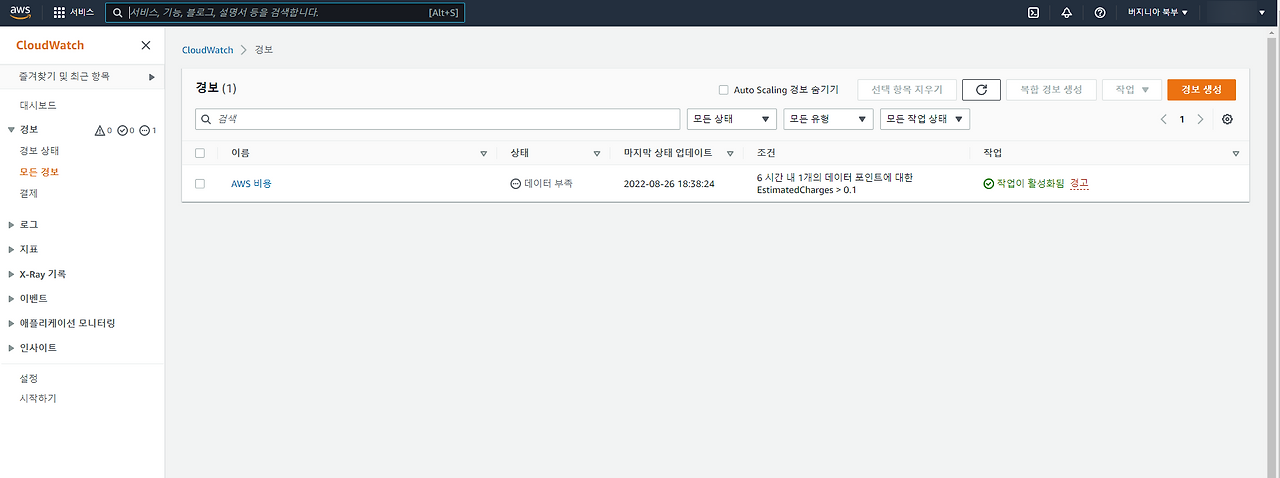 aws
서비스
서비스, 기능, 블로그, 설명서 등을 검색합니다.
[Alt+S]
버지니아 북부
CloudWatch
즐겨찾기 및 최근 항목
대시보드
경보 0 0 1
경보 상태
모든 경보
결제
로그
지표
X-Ray 기록
이벤트
애플리케이션 모니터링
인사이트
설정
시작하기
CloudWatch > 경보
경보 (1)
Auto Scaling 경보 숨기기
선택 항목 지우기
복합 경보 생성
작업
경보 생성
검색
모든 상태
모든 유형
모든 작업 상태
1
이름 상태 마지막 상태 업데이트 조건 작업
AWS 비용 데이터 부족 2022-08-26 18:38:24
6 시간 내 1개의 데이터 포인트에 대한
EstimatedCharges > 0.1
작업이 활성화됨 경고